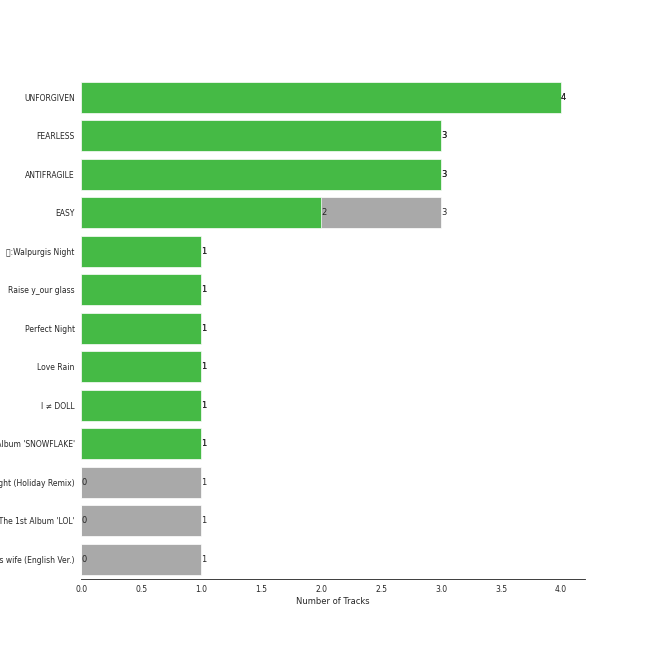 UNFORGIVEN 4
FEARLESS 3
ANTIFRAGILE 3
EASY 2 3
:Walpurgis Night 1
Raise y_our glass 1
Perfect Night 1
Love Rain 1
I ≠ DOLL 1
Album 'SNOWFLAKE' 1
ght (Holiday Remix) 0 1
The 1st Album 'LOL' 0 1
s wife (English Ver.) 0 1
0.0 0.5 1.0 1.5 2.0 2.5 3.0 3.5 4.0
Number of Tracks